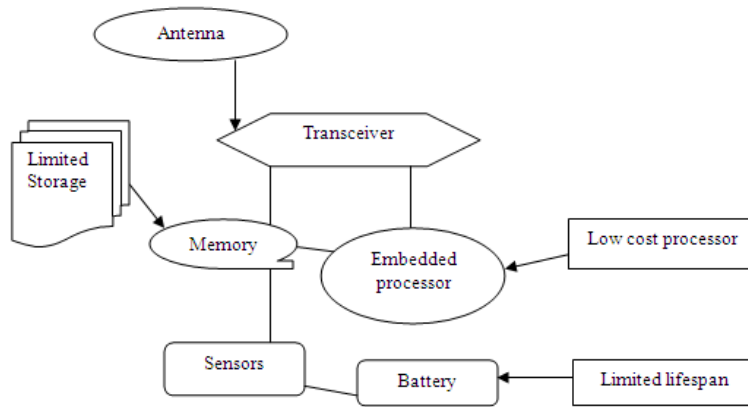 Antenna
Transceiver
Limited
Storage
Memory
Embedded
processor
Low cost processor
Sensors
Battery
Limited lifespan